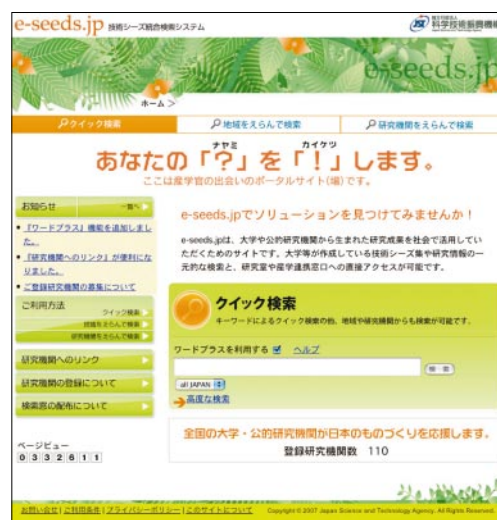 e-seeds.jp 技術シーズ統合検索システム
JST 科学技術振興機構
e-seeds.jp
ホーム >
クイック検索 地域をえらんで検索 研究機関をえらんで検索
ナヤミ カイケツ
あなたの「?」を「!」します。
ここは産学官の出会いのポータルサイト(場)です。
お知らせ 一覧へ
『ワードプラス』機能を追加しまし
た。
『研究機関へのリンク』が便利にな
りました。
ご登録研究機関の募集について
ご利用方法
クイック検索
地域をえらんで検索
研究機関をえらんで検索
研究機関へのリンク
研究機関の登録について
検索窓の配布について
ページビュー
0332611
e-seeds.jpでソリューションを見つけてみませんか!
e-seeds.jpは、大学や公的研究機関から生まれた研究成果を社会で活用してい
ただくためのサイトです。大学等が作成している技術シーズ集や研究情報の一
元的な検索と、研究室や産学連携窓口への直接アクセスが可能です。
クイック検索
キーワードによるクイック検索の他、地域や研究機関からも検索が可能です。
ワードプラスを利用する ヘルプ
検 索
all JAPAN
高度な検索
全国の大学・公的研究機関が日本のものづくりを応援します。
登録研究機関数 110
お問い合せ | ご利用条件 | プライバシーポリシー | このサイトについて Copyright © 2007 Japan Science and Technology Agency. All Rights Reserved.